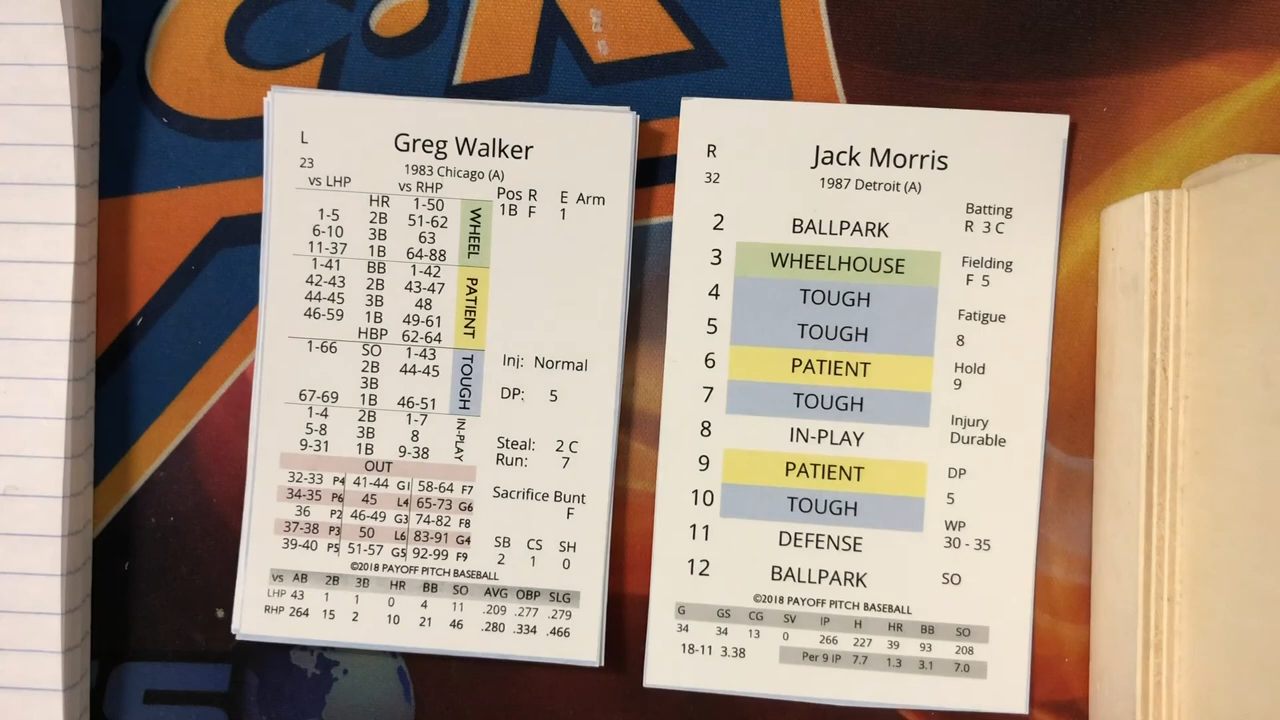 L
Greg Walker
23
1983 Chicago (A)
vs LHP vs RHP Pos R E Arm
HR 1-50 1B F 1
1-5 2B 51-62
6-10 3B 63
11-37 1B 64-88
WHEEL
1-41 BB 1-42
42-43 2B 43-47
44-45 3B 48
46-59 1B 49-61
HBP 62-64
PATIENT
1-66 SO 1-43
2B 44-45
3B
67-69 1B 46-51
TOUGH
1-4 2B 1-7
5-8 3B 8
9-31 1B 9-38
IN-PLAY
Inj: Normal
DP: 5
Steal: 2 C
Run: 7
Sacrifice Bunt
F
SB CS SH
2 1 0
OUT
32-33 P4 41-44 G1 58-64 F7
34-35 P6 45 L4 65-73 G6
36 P2 46-49 G3 74-82 F8
37-38 P3 50 L6 83-91 G4
39-40 P5 51-57 G5 92-99 F9
©2018 PAYOFF PITCH BASEBALL
vs AB 2B 3B HR BB SO AVG OBP SLG
LHP 43 1 1 0 4 11 .209 .277 .279
RHP 264 15 2 10 21 46 .280 .334 .466
R
Jack Morris
32
1987 Detroit (A)
2 BALLPARK
3 WHEELHOUSE
4 TOUGH
5 TOUGH
6 PATIENT
7 TOUGH
8 IN-PLAY
9 PATIENT
10 TOUGH
11 DEFENSE
12 BALLPARK
Batting
R 3 C
Fielding
F 5
Fatigue
8
Hold
9
Injury
Durable
DP
5
WP
30 - 35
SO
©2018 PAYOFF PITCH BASEBALL
G GS CG SV IP H HR BB SO
34 34 13 0 266 227 39 93 208
18-11 3.38 Per 9 IP 7.7 1.3 3.1 7.0